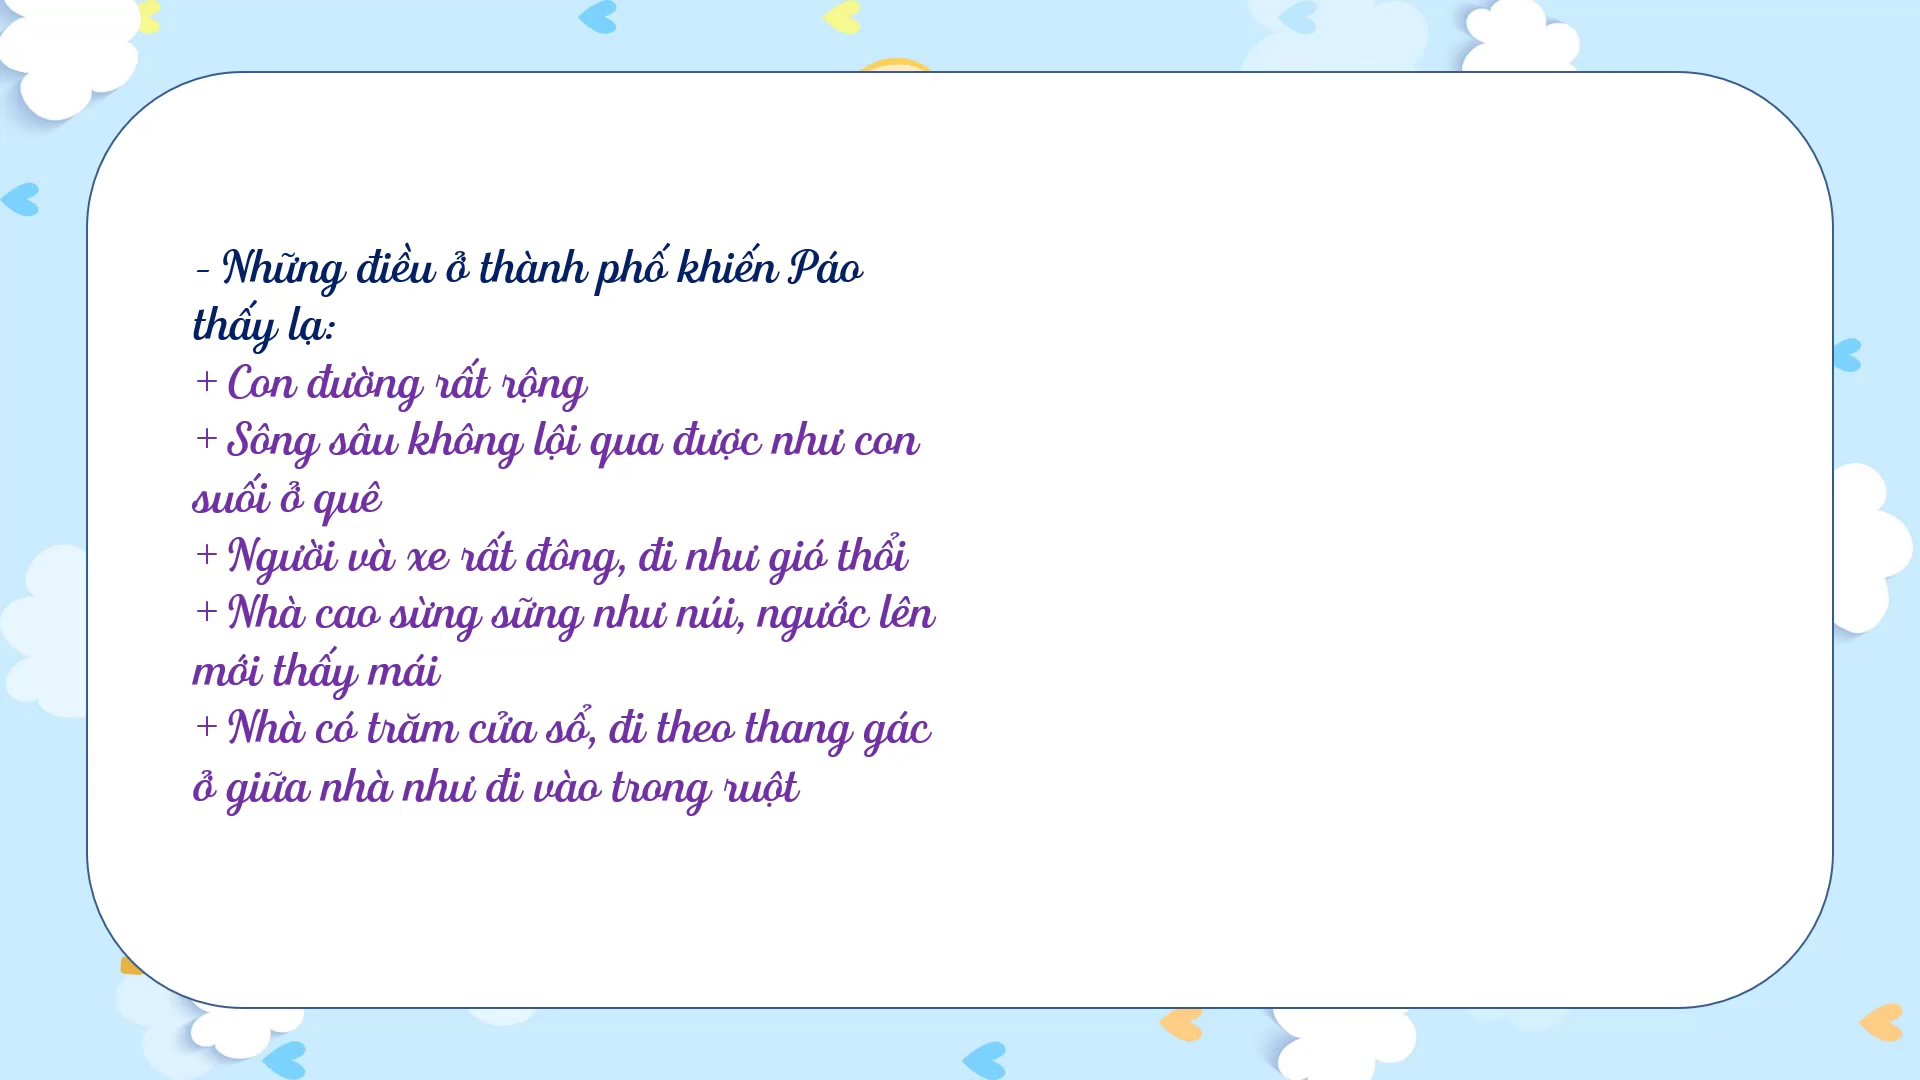 - Những điều ở thành phố khiến Páo
thấy lạ:
+ Con đường rất rộng
+ Sông sâu không lội qua được như con
suối ở quê
+ Người và xe rất đông, đi như gió thổi
+ Nhà cao sừng sững như núi, ngước lên
mới thấy mái
+ Nhà có trăm cửa sổ, đi theo thang gác
ở giữa nhà như đi vào trong ruột